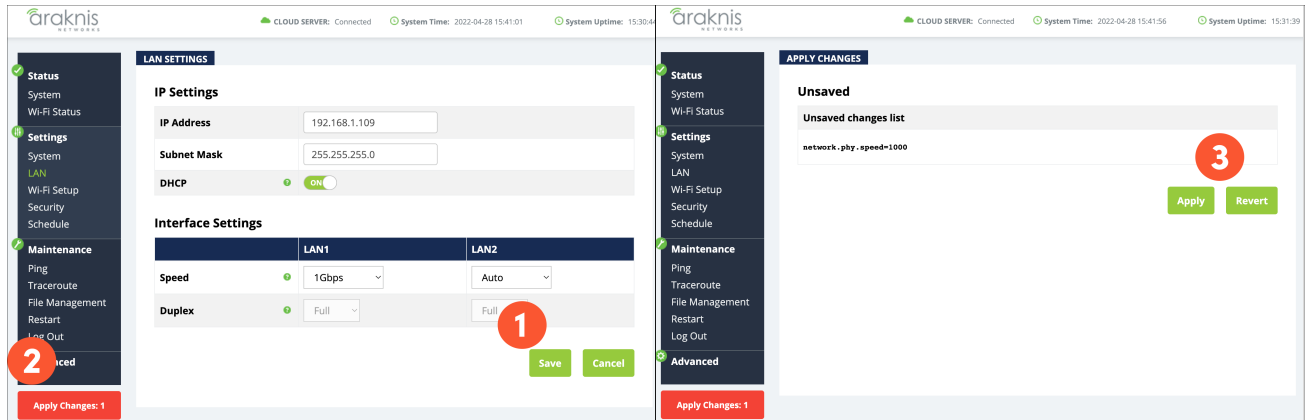 araknis
NETWORKS
CLOUD SERVER: Connected System Time: 2022-04-28 15:41:01 System Uptime: 15:30:44
Status
System
Wi-Fi Status
Settings
System
LAN
Wi-Fi Setup
Security
Schedule
Maintenance
Ping
Traceroute
File Management
Restart
Log Out
2 nced
Apply Changes: 1
LAN SETTINGS
IP Settings
IP Address 192.168.1.109
Subnet Mask 255.255.255.0
DHCP ? ON
Interface Settings
LAN1 LAN2
Speed ? 1Gbps Auto
Duplex ? Full Full
1
Save Cancel
araknis
NETWORKS
CLOUD SERVER: Connected System Time: 2022-04-28 15:41:56 System Uptime: 15:31:39
Status
System
Wi-Fi Status
Settings
System
LAN
Wi-Fi Setup
Security
Schedule
Maintenance
Ping
Traceroute
File Management
Restart
Log Out
Advanced
Apply Changes: 1
APPLY CHANGES
Unsaved
Unsaved changes list
network.phy.speed=1000
3
Apply Revert